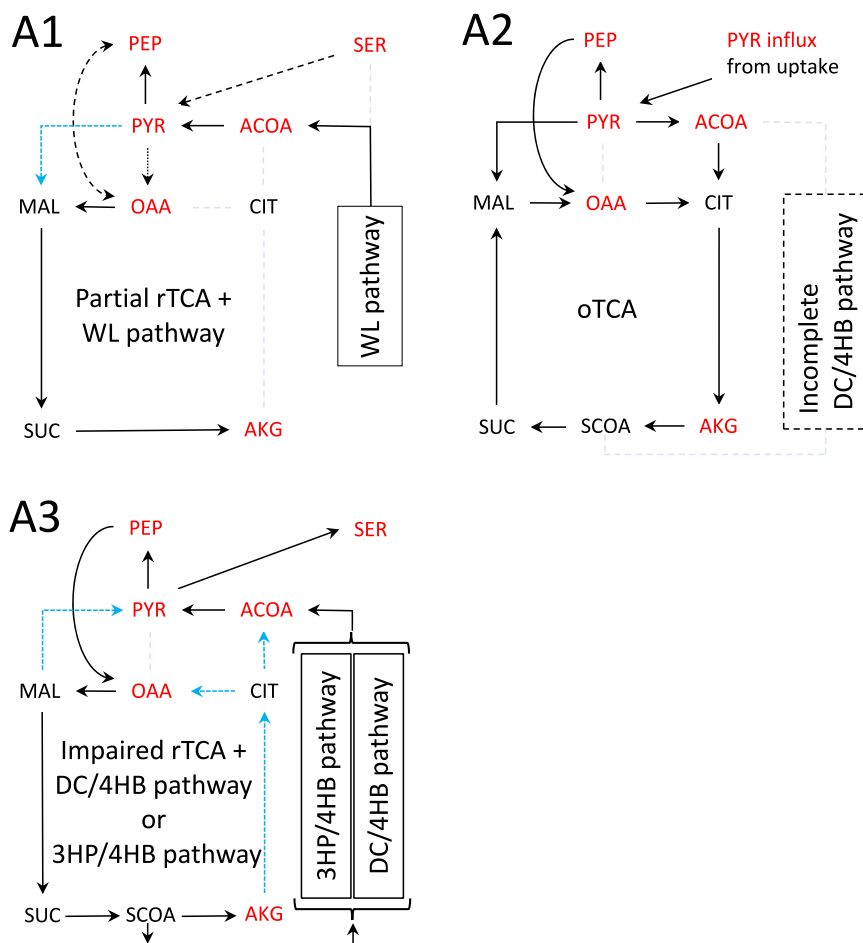 A1
PEP
SER
PYR
ACOA
MAL
OAA
CIT
Partial rTCA +
WL pathway
WL pathway
SUC
AKG
A2
PEP
PYR influx
from uptake
PYR
ACOA
MAL
OAA
CIT
oTCA
Incomplete
DC/4HB pathway
SUC
SCOA
AKG
A3
PEP
SER
PYR
ACOA
MAL
OAA
CIT
Impaired rTCA +
DC/4HB pathway
or
3HP/4HB pathway
3HP/4HB pathway
DC/4HB pathway
SUC
SCOA
AKG